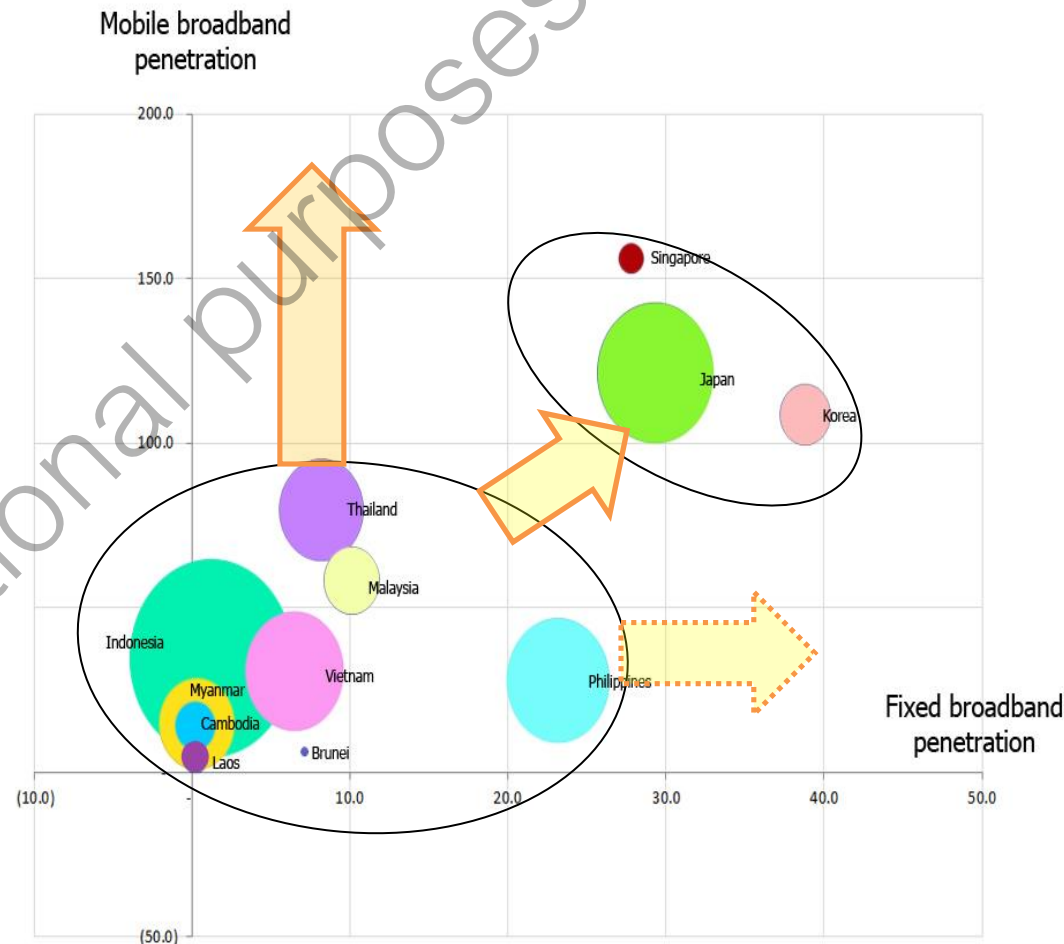 Mobile broadband
penetration
200.0
150.0
100.0
Singapore
Japan
Korea
Thailand
Malaysia
Indonesia
Vietnam
Myanmar
Cambodia
Laos
Brunei
Philippines
Fixed broadband
penetration
(10.0)
-
10.0
20.0
30.0
40.0
50.0
(50.0)
ional purposes